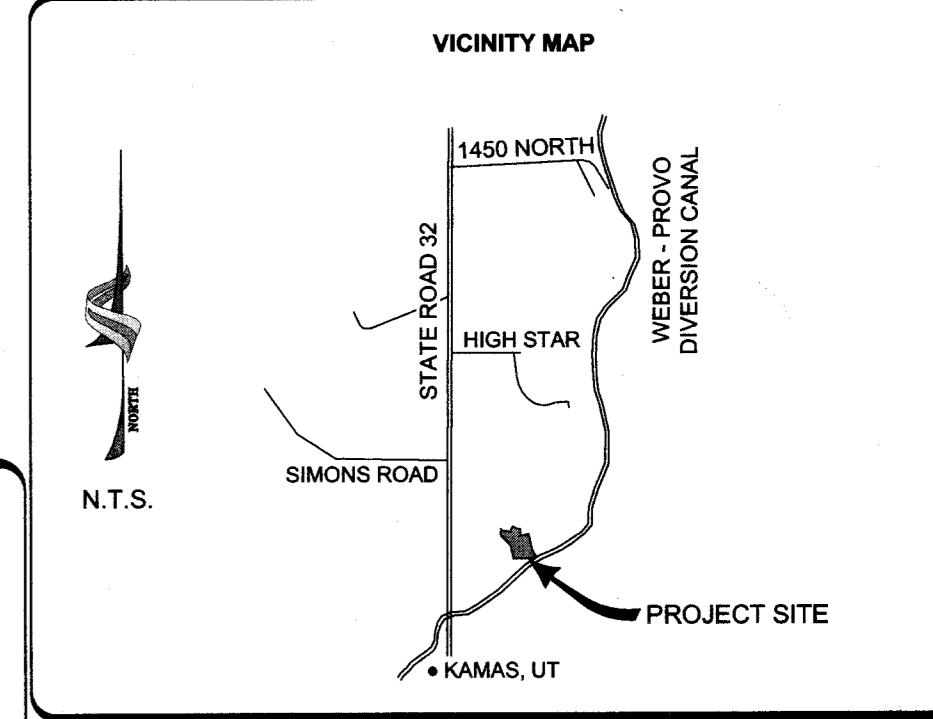 VICINITY MAP
1450 NORTH
WEBER - PROVO
DIVERSION CANAL
STATE ROAD 32
HIGH STAR
NORTH
SIMONS ROAD
N.T.S.
PROJECT SITE
KAMAS, UT